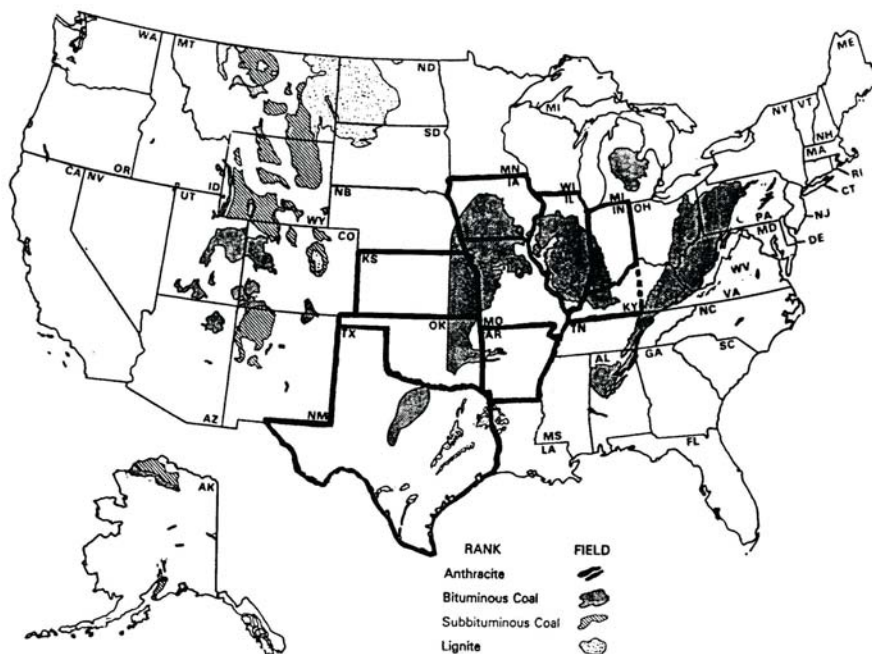 WA
MT
ND
ME
MI
NY
VT
NH
MA
RI
CT
SD
MN
IA
WI
IL
MI
IN
OH
PA
NJ
MD
DE
OR
ID
CA
NV
UT
WY
NB
CO
KS
MO
KY
WV
VA
NC
TN
OK
AR
TX
SC
AL
GA
MS
LA
FL
AZ
NM
AK
RANK FIELD
Anthracite
Bituminous Coal
Subbituminous Coal
Lignite